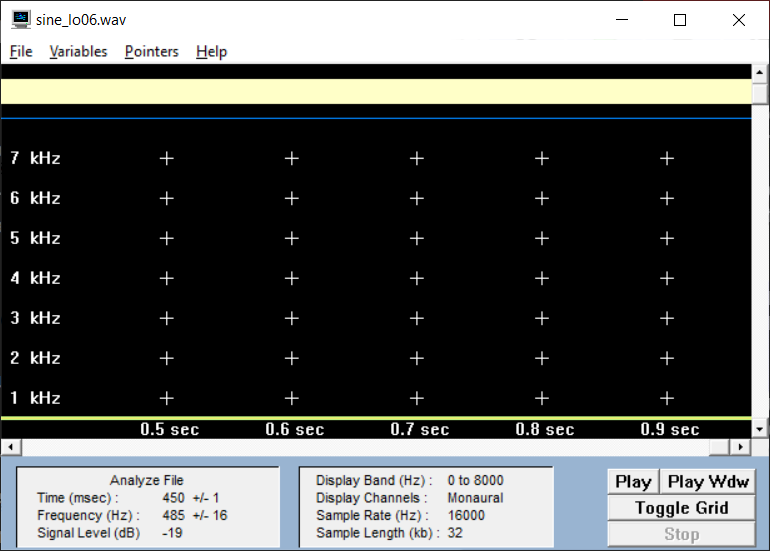 sine_lo06.wav
File Variables Pointers Help
7 kHz
6 kHz
5 kHz
4 kHz
3 kHz
2 kHz
1 kHz
0.5 sec 0.6 sec 0.7 sec 0.8 sec 0.9 sec
Analyze File
Time (msec) : 450 +/- 1
Frequency (Hz) : 485 +/- 16
Signal Level (dB) -19
Display Band (Hz) : 0 to 8000
Display Channels : Monaural
Sample Rate (Hz) : 16000
Sample Length (kb) : 32
Play Play Wdw
Toggle Grid
Stop